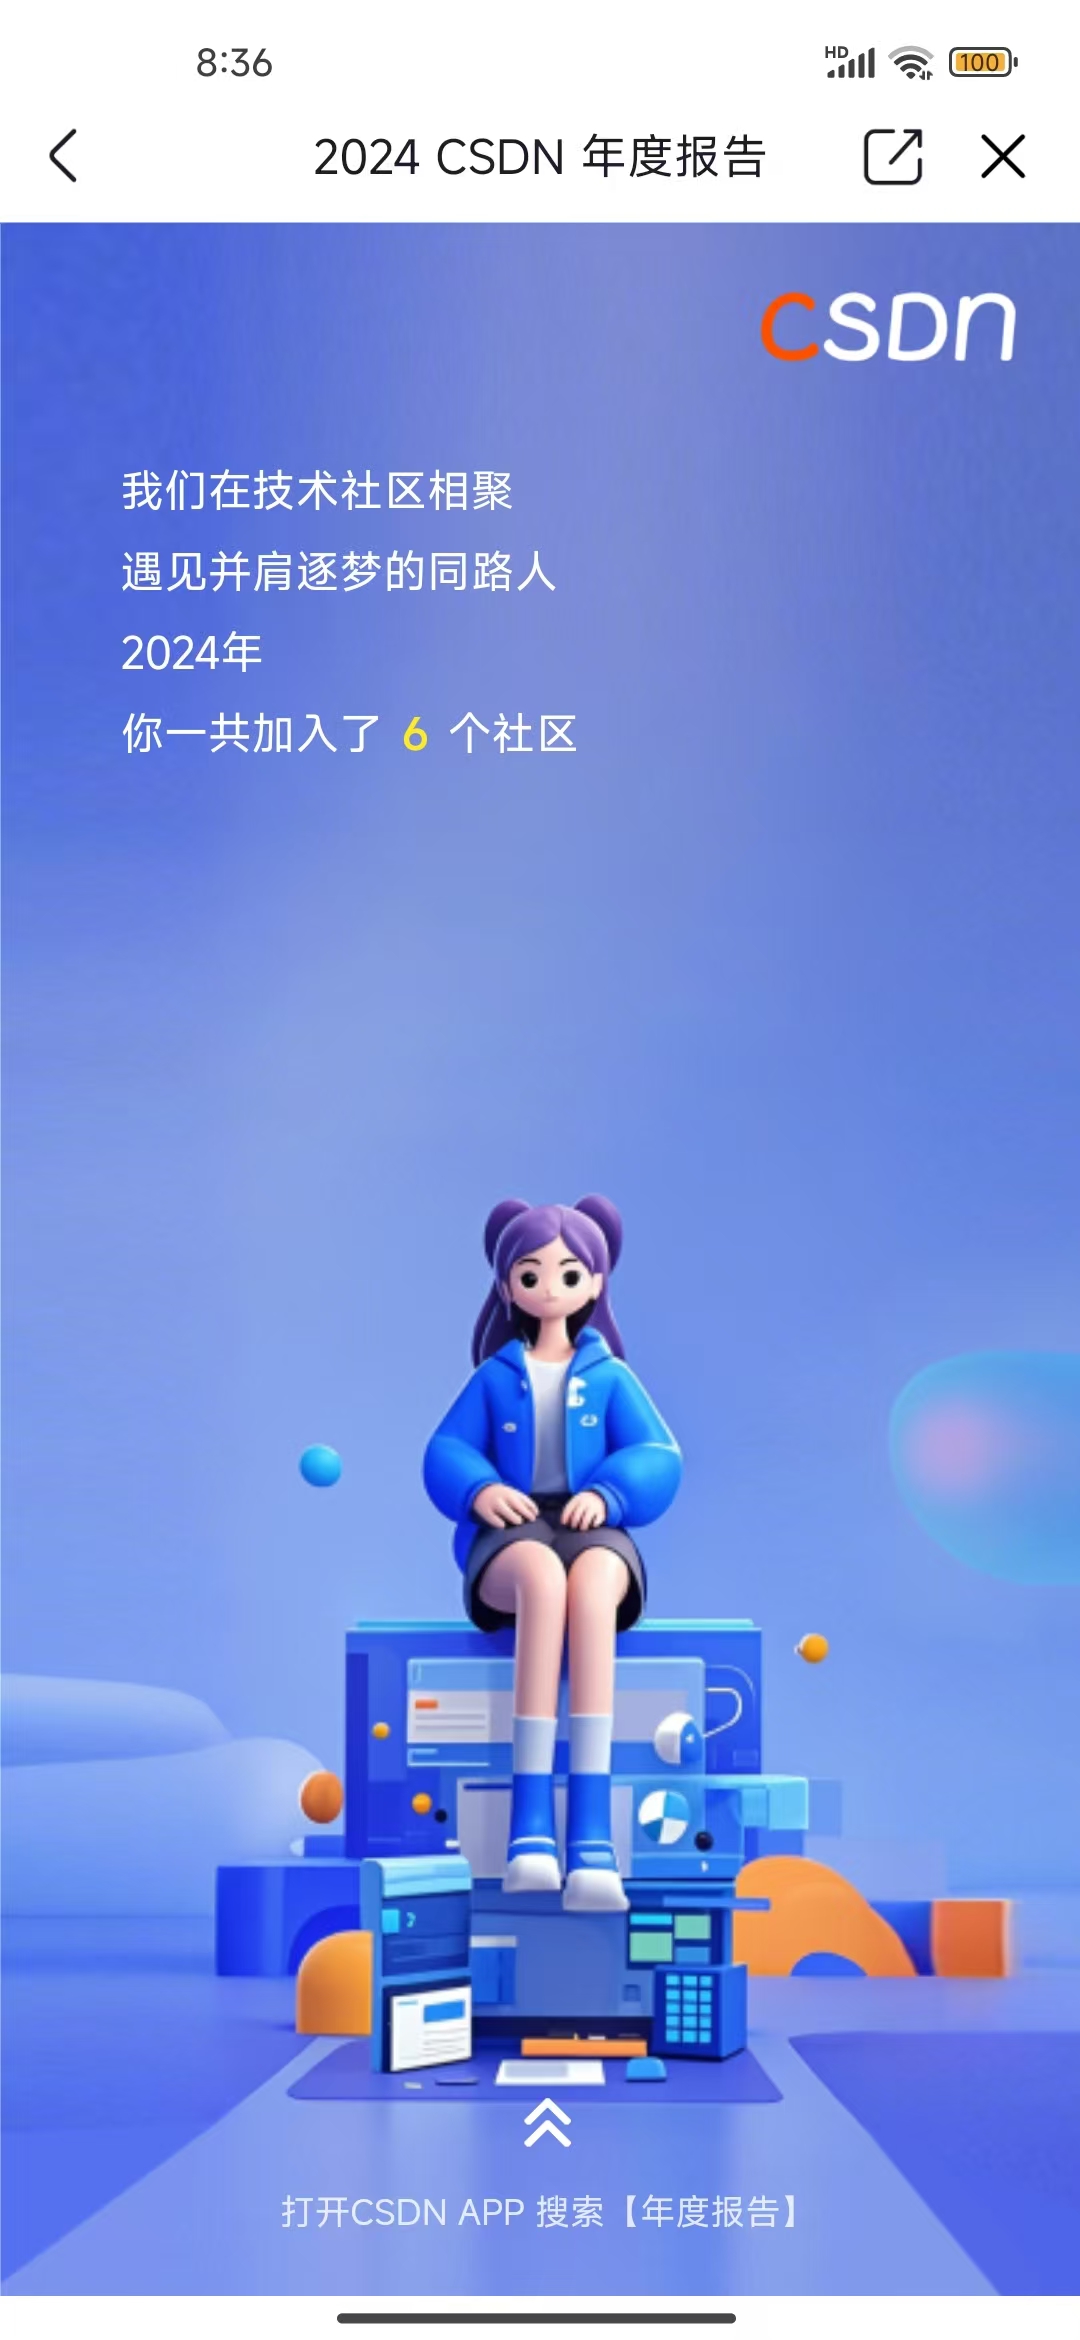 8:36
HD
100
2024 CSDN 年度报告
CSDN
我们在技术社区相聚
遇见并肩逐梦的同路人
2024年
你一共加入了 6 个社区
打开CSDN APP 搜索【年度报告】